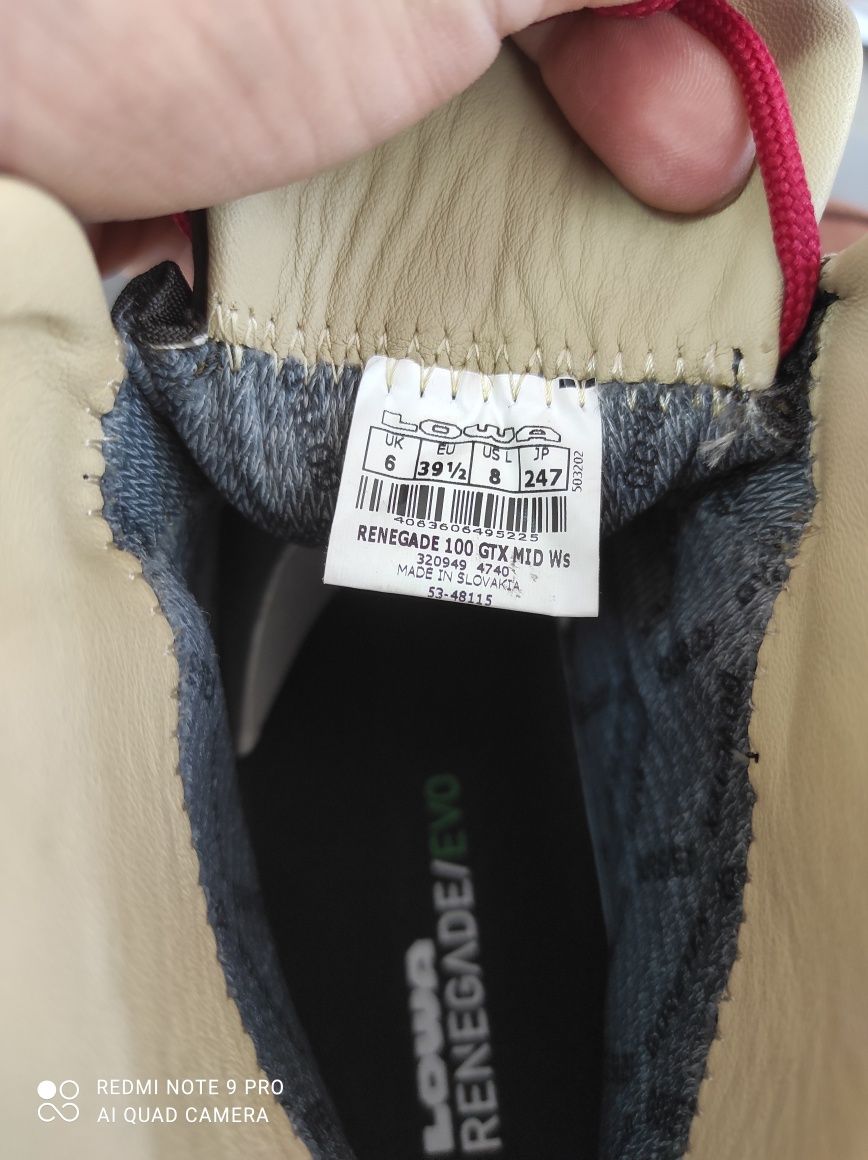 LOWA
UK EU US L JP
6 39½ 8 247
503202
4063606495225
RENEGADE 100 GTX MID Ws
320949 4740
MADE IN SLOVAKIA
53-48115
LOWA
RENEGADE/EVO
REDMI NOTE 9 PRO
AI QUAD CAMERA